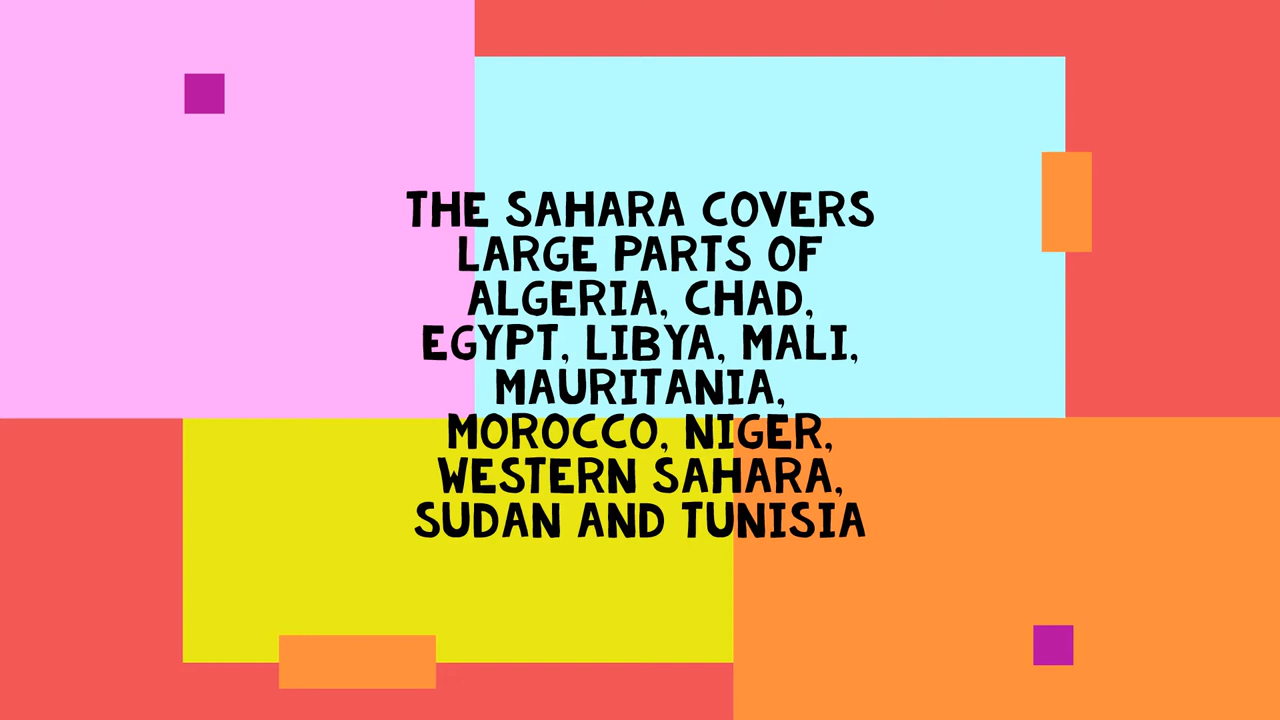 THE SAHARA COVERS
LARGE PARTS OF
ALGERIA, CHAD,
EGYPT, LIBYA, MALI,
MAURITANIA,
MOROCCO, NIGER,
WESTERN SAHARA,
SUDAN AND TUNISIA